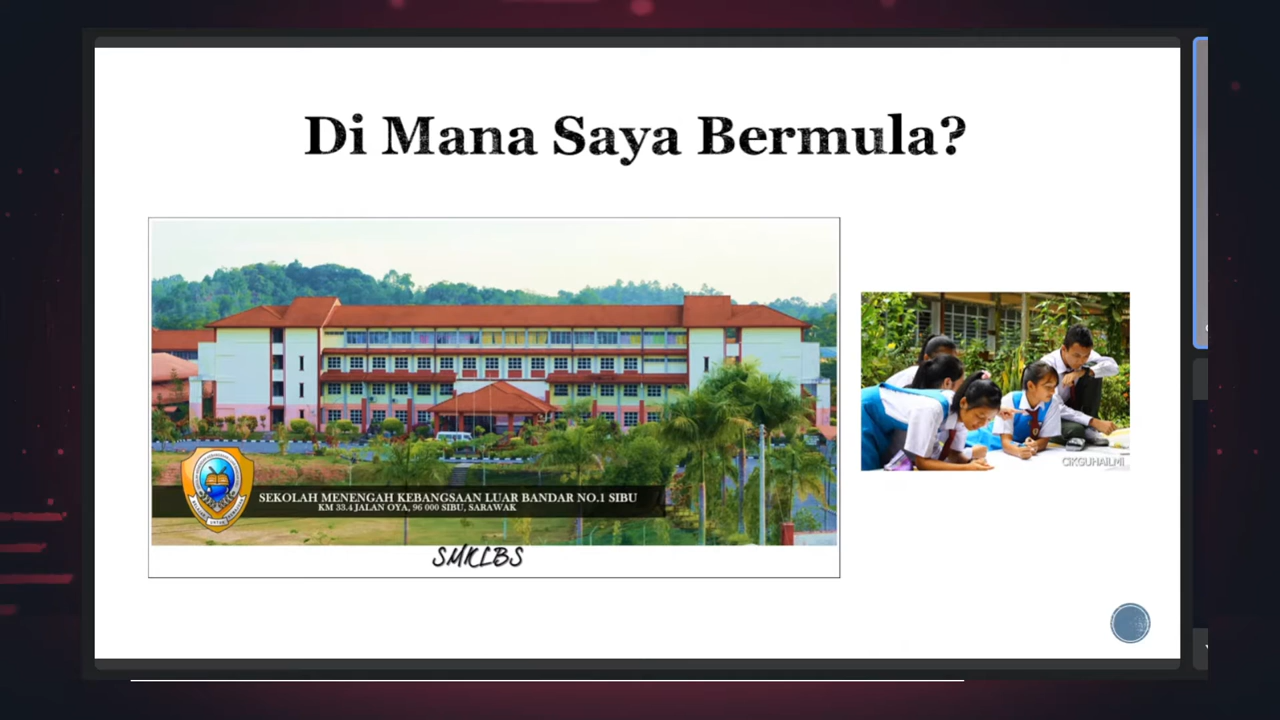 Di Mana Saya Bermula?
SEKOLAH MENENGAH KEBANGSAAN LUAR BANDAR NO.1 SIBU
KM 33.4 JALAN OYA, 96 000 SIBU, SARAWAK
SMKLBS
CIKGUHAILMI